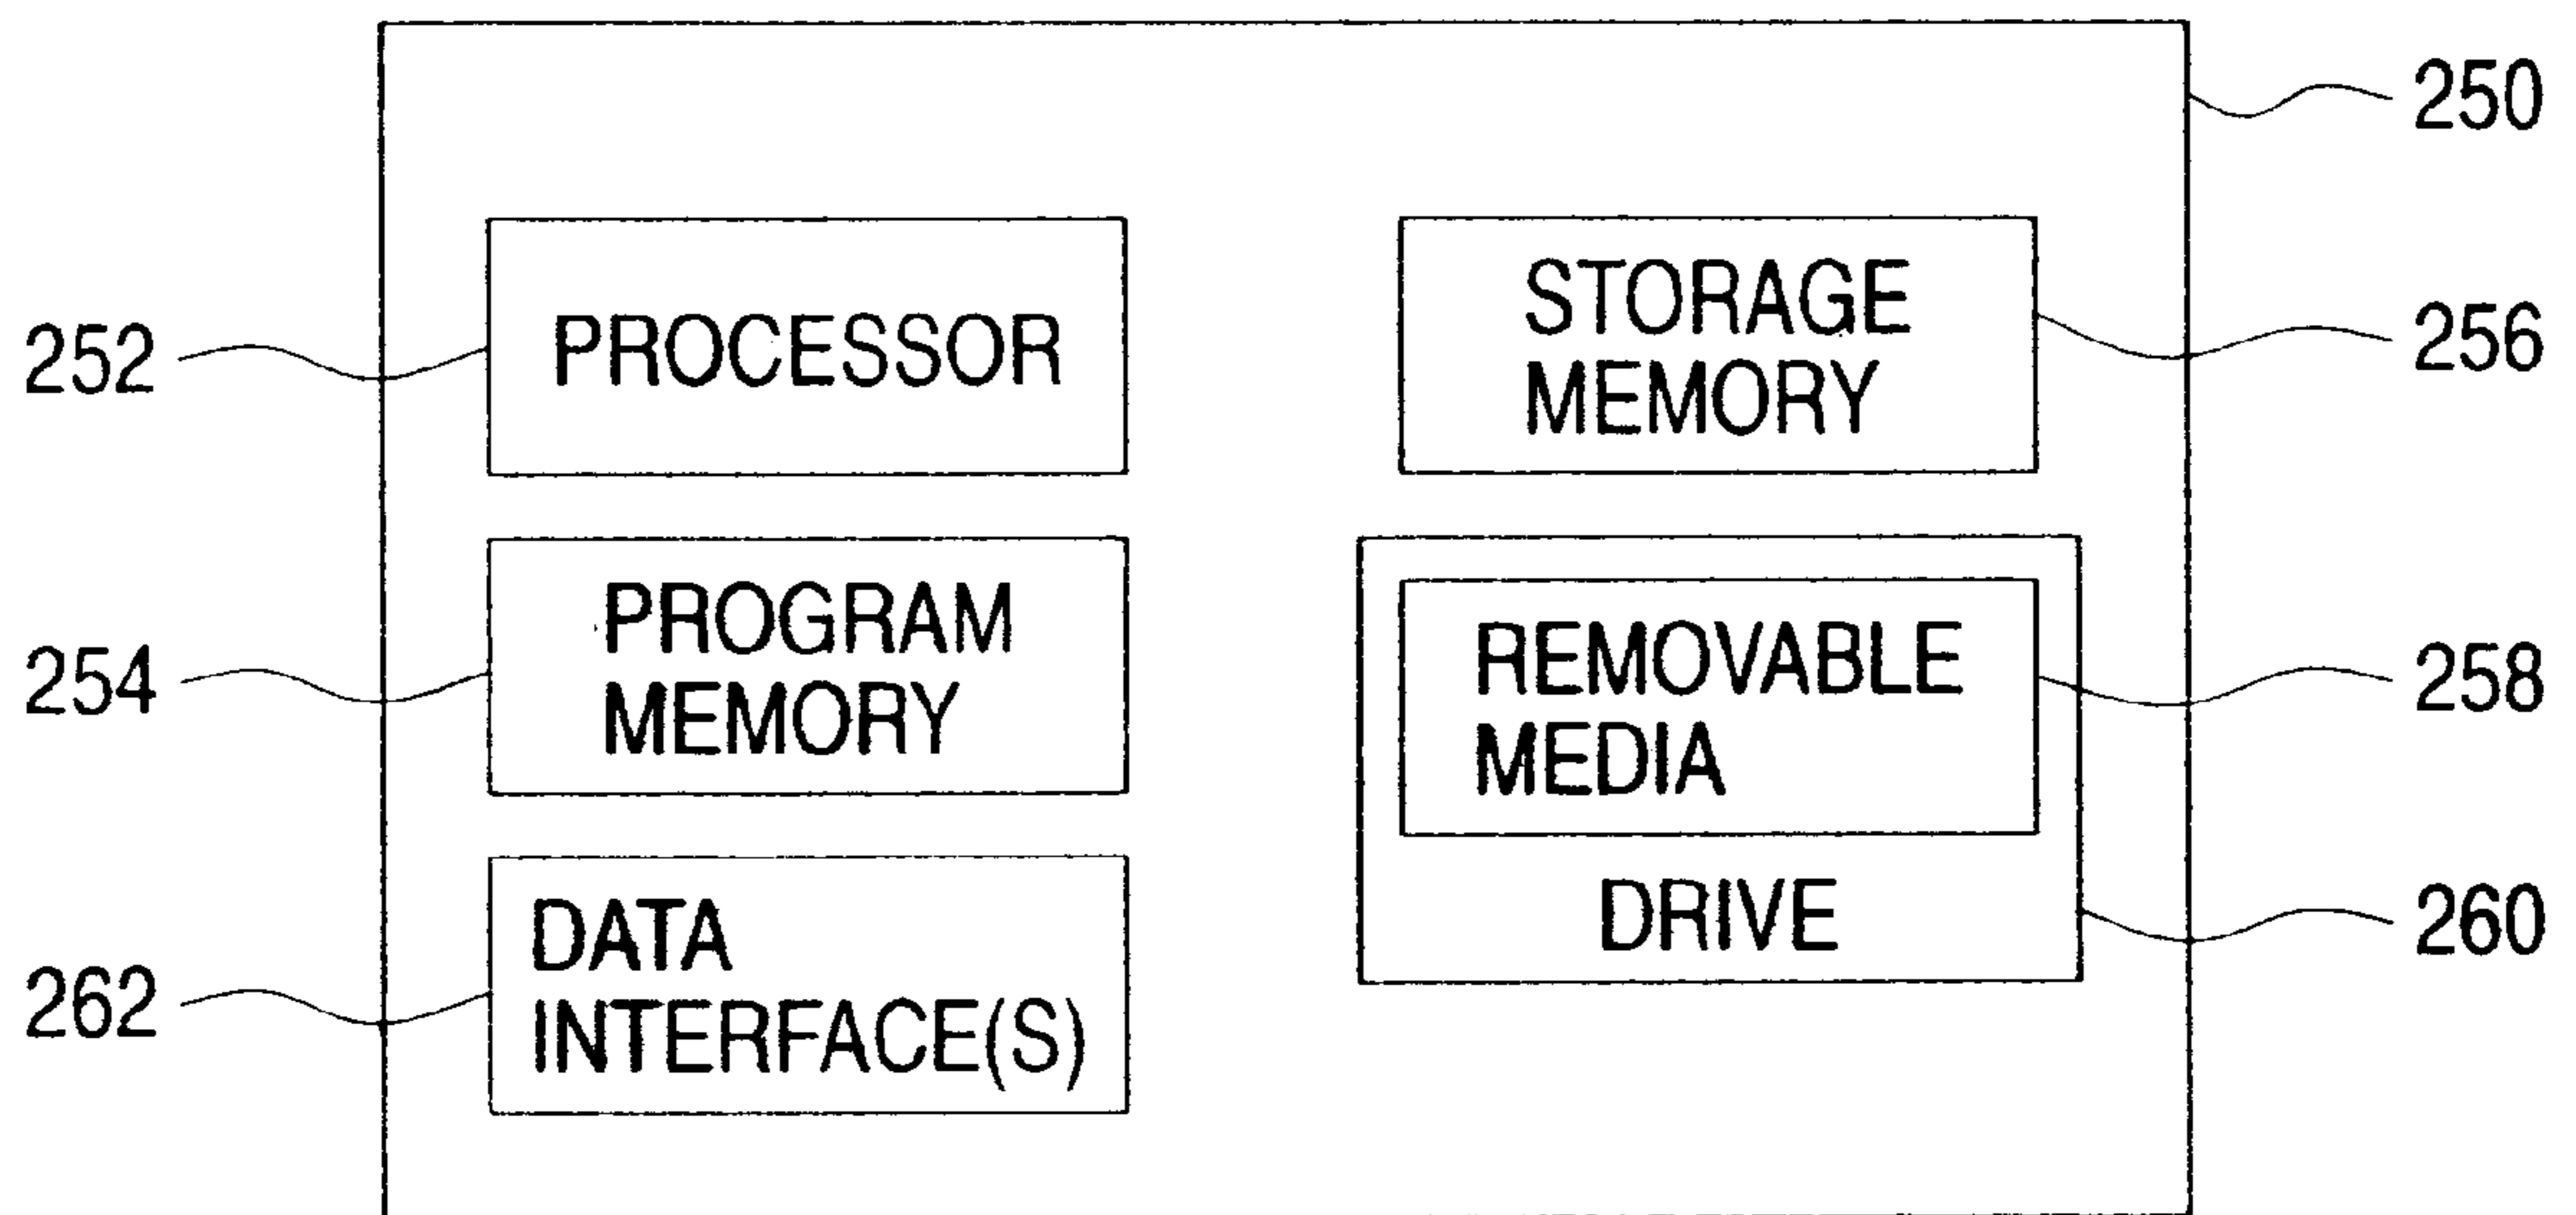 250
252
PROCESSOR
STORAGE
MEMORY
256
254
PROGRAM
MEMORY
REMOVABLE
MEDIA
258
DRIVE
260
262
DATA
INTERFACE(S)